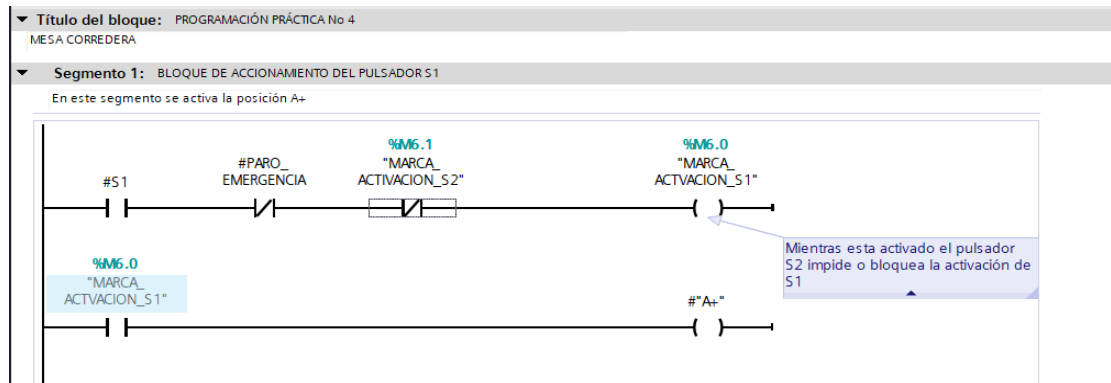 Título del bloque: PROGRAMACIÓN PRÁCTICA No 4
MESA CORREDERA
Segmento 1: BLOQUE DE ACCIONAMIENTO DEL PULSADOR S1
En este segmento se activa la posición A+
#S1
#PARO_
EMERGENCIA
%M6.1
"MARCA_
ACTIVACION_S2"
%M6.0
"MARCA_
ACTVACION_S1"
Mientras esta activado el pulsador
S2 impide o bloquea la activación de
S1
%M6.0
"MARCA_
ACTVACION_S1"
#"A+"